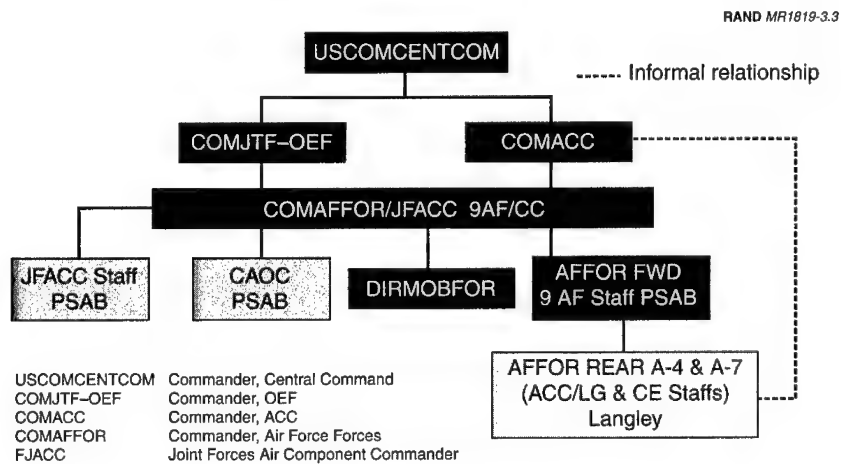 RAND MR1819-3.3
USCOMCENTCOM
Informal relationship
COMJTF–OEF
COMACC
COMAFFOR/JFACC 9AF/CC
JFACC Staff
PSAB
CAOC
PSAB
DIRMOBFOR
AFFOR FWD
9 AF Staff PSAB
AFFOR REAR A-4 & A-7
(ACC/LG & CE Staffs)
Langley
USCOMCENTCOM Commander, Central Command
COMJTF–OEF Commander, OEF
COMACC Commander, ACC
COMAFFOR Commander, Air Force Forces
FJACC Joint Forces Air Component Commander